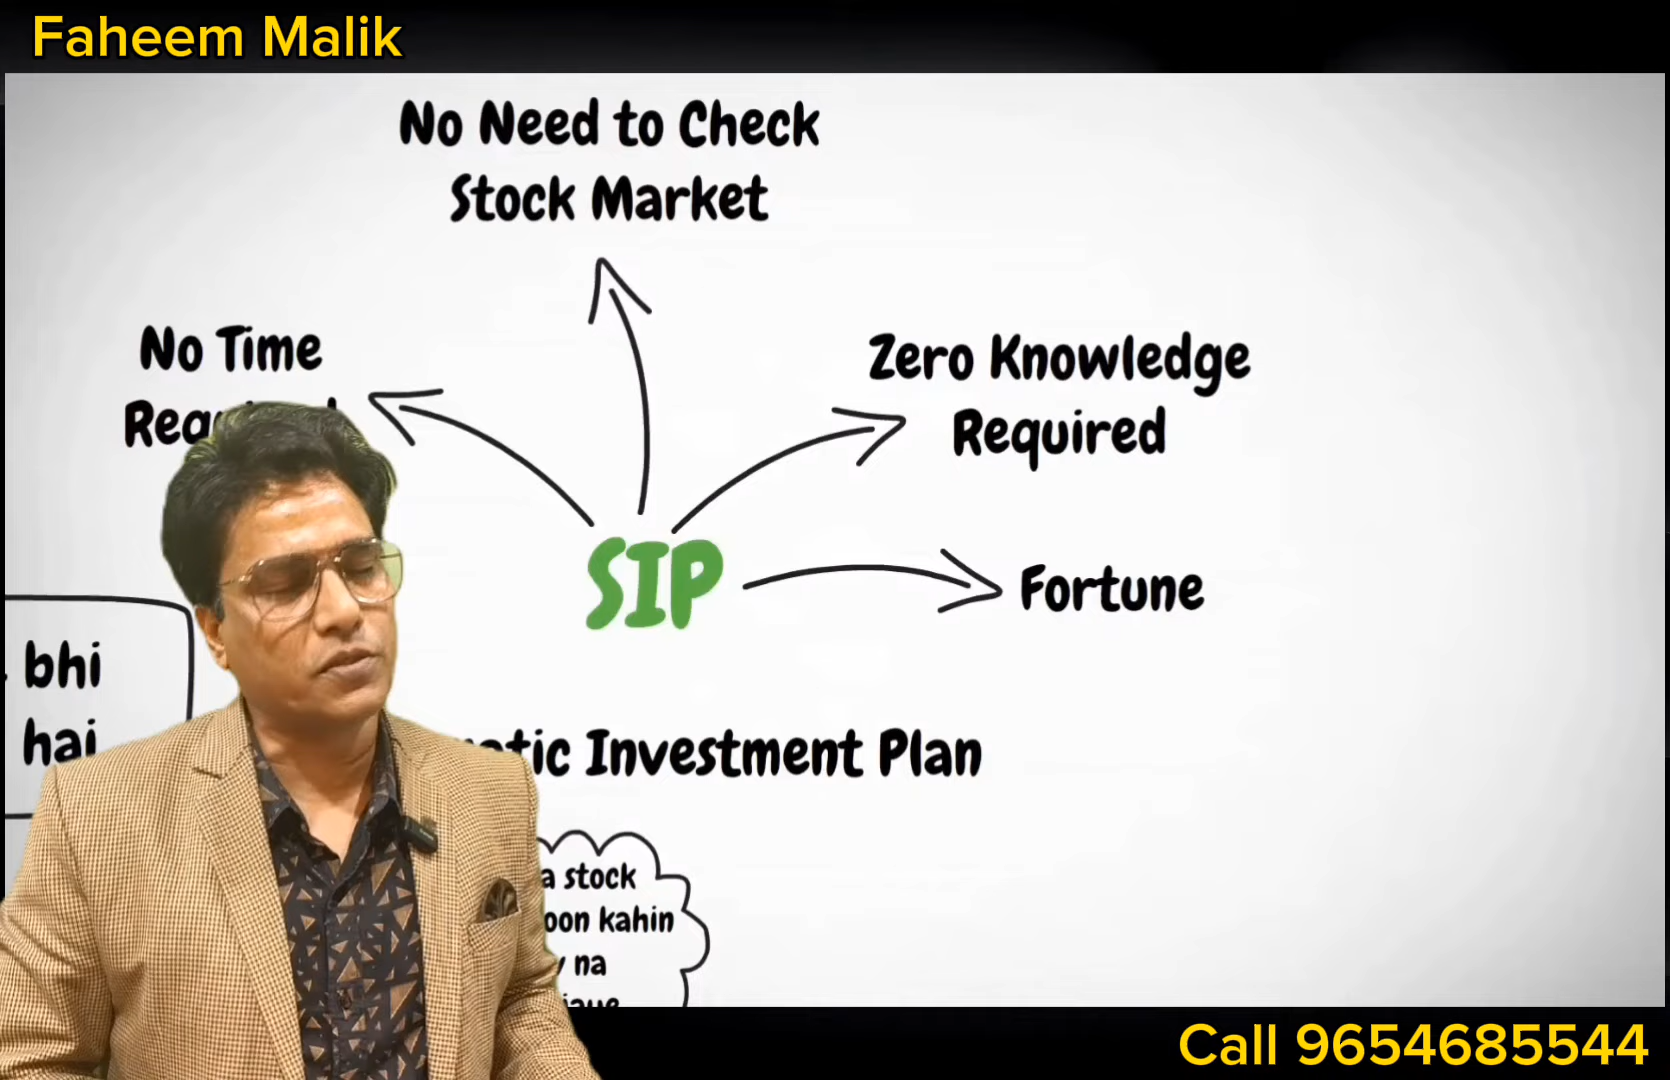 Faheem Malik
No Need to Check
Stock Market
No Time
Zero Knowledge
Required
SIP
Fortune
bhi
hai
Investment Plan
stock
kahin
na
Call 9654685544